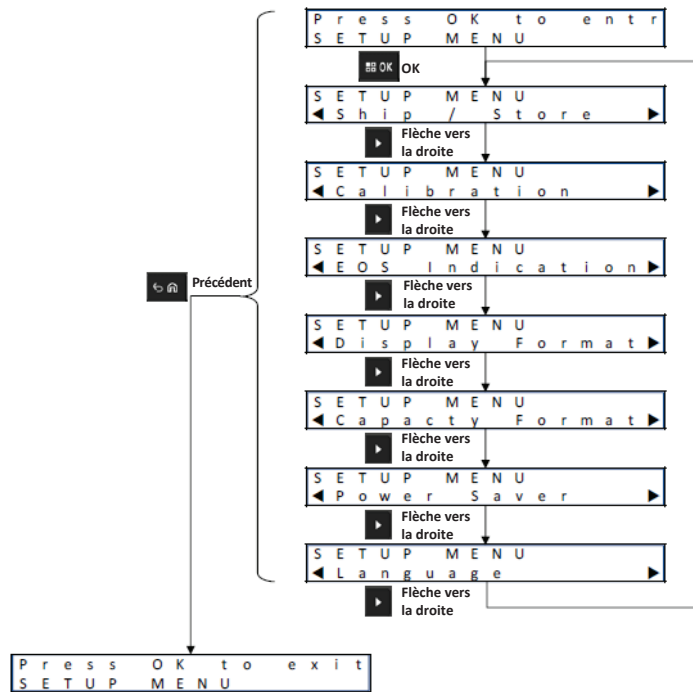 Press OK to entr
SETUP MENU
OK OK
SETUP MENU
◀Ship / Store▶
Flèche vers
la droite
SETUP MENU
◀Calibration▶
Flèche vers
la droite
SETUP MENU
◀EOS Indication▶
Flèche vers
la droite
Précédent
SETUP MENU
◀Display Format▶
Flèche vers
la droite
SETUP MENU
◀Capacty Format▶
Flèche vers
la droite
SETUP MENU
◀Power Saver▶
Flèche vers
la droite
SETUP MENU
◀Language▶
Flèche vers
la droite
Press OK to exit
SETUP MENU